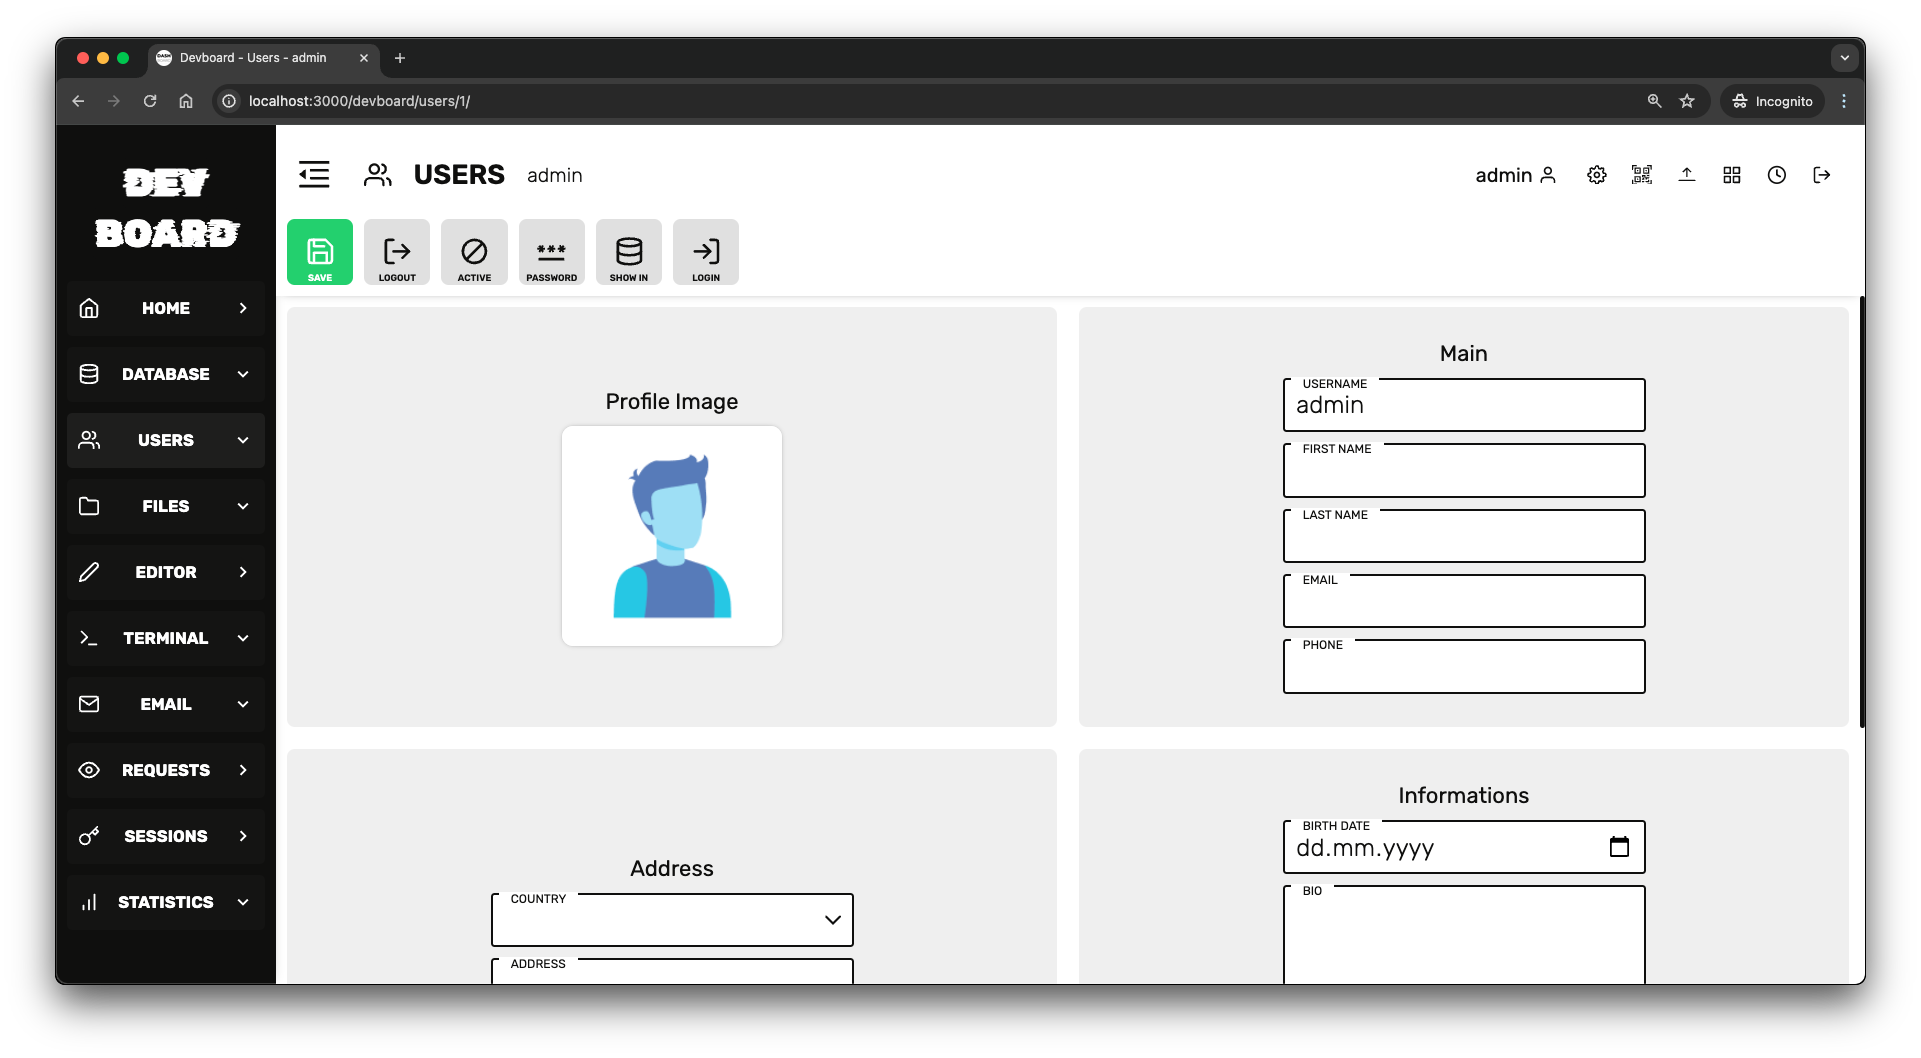 Devboard - Users - admin
localhost:3000/devboard/users/1/
Incognito
DEV
BOARD
HOME
DATABASE
USERS
FILES
EDITOR
TERMINAL
EMAIL
REQUESTS
SESSIONS
STATISTICS
USERS admin
admin
SAVE
LOGOUT
ACTIVE
***
PASSWORD
SHOW IN
LOGIN
Profile Image
Main
USERNAME
admin
FIRST NAME
LAST NAME
EMAIL
PHONE
Address
COUNTRY
ADDRESS
Informations
BIRTH DATE
dd.mm.yyyy
BIO